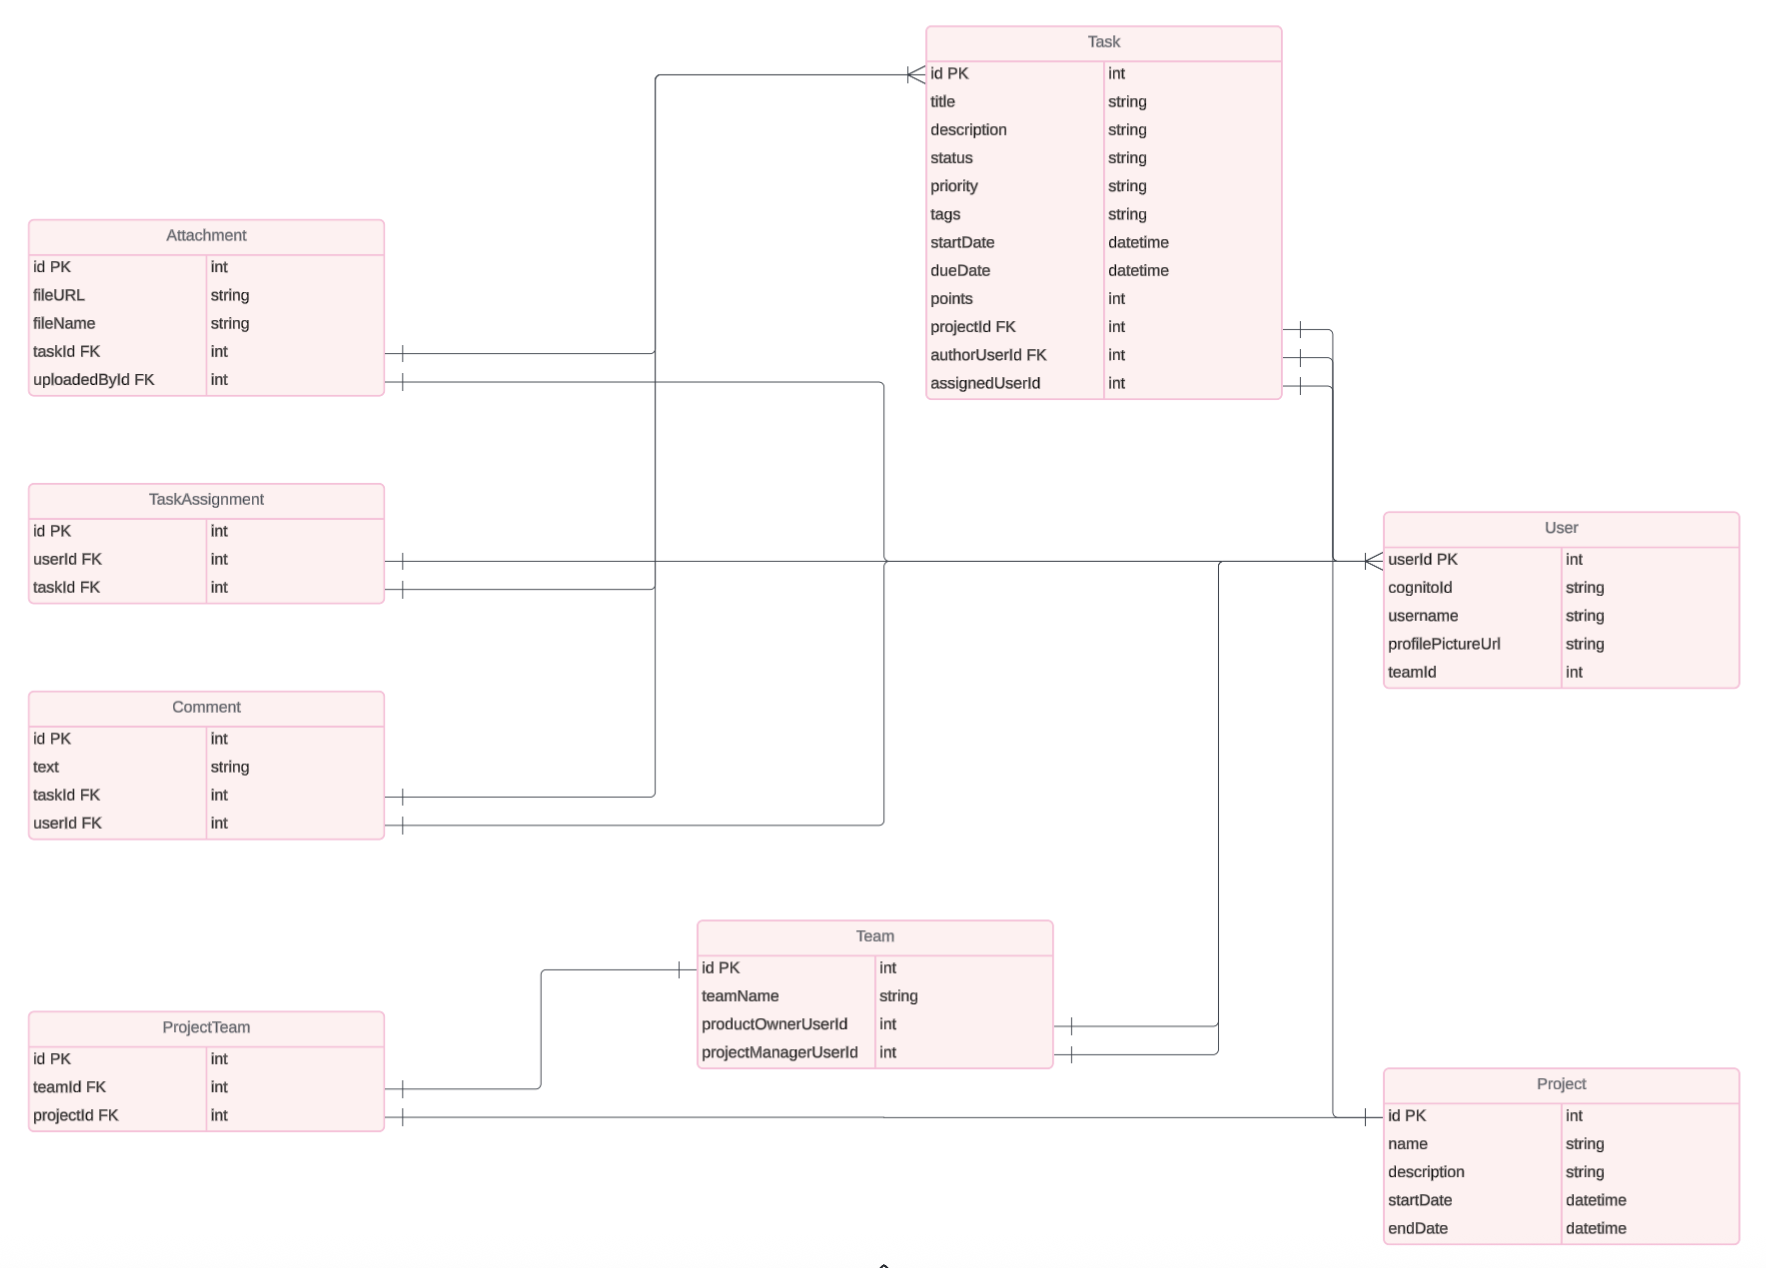 Task
id PK int
title string
description string
status string
priority string
tags string
startDate datetime
dueDate datetime
points int
projectId FK int
authorUserId FK int
assignedUserId int
Attachment
id PK int
fileURL string
fileName string
taskId FK int
uploadedById FK int
TaskAssignment
id PK int
userId FK int
taskId FK int
User
userId PK int
cognitoId string
username string
profilePictureUrl string
teamId int
Comment
id PK int
text string
taskId FK int
userId FK int
Team
id PK int
teamName string
productOwnerUserId int
projectManagerUserId int
ProjectTeam
id PK int
teamId FK int
projectId FK int
Project
id PK int
name string
description string
startDate datetime
endDate datetime